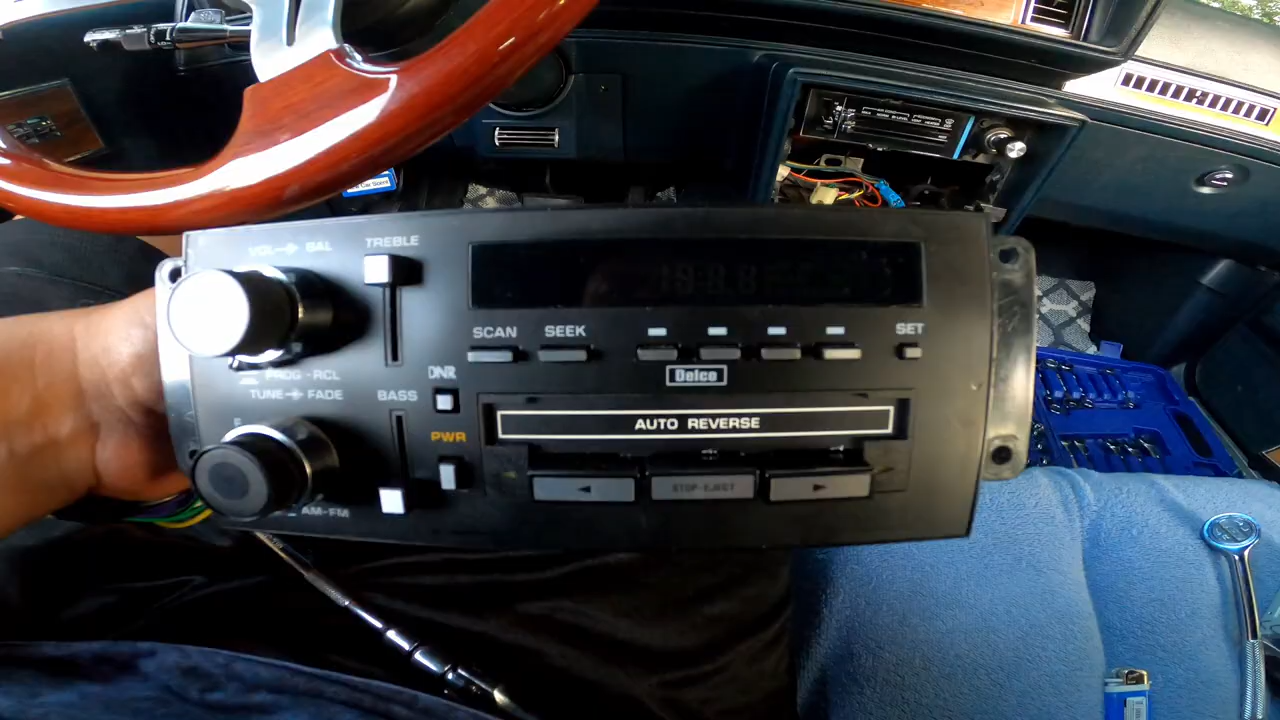 VOL BAL
TREBLE
SCAN
SEEK
SET
Delco
PROG-RCL
TUNE FADE
BASS
DNR
PWR
AUTO REVERSE
STOP-EJECT
AM-FM